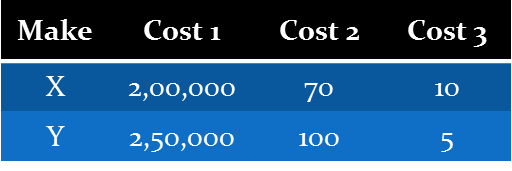 Make Cost 1 Cost 2 Cost 3
X 2,00,000 70 10
Y 2,50,000 100 5